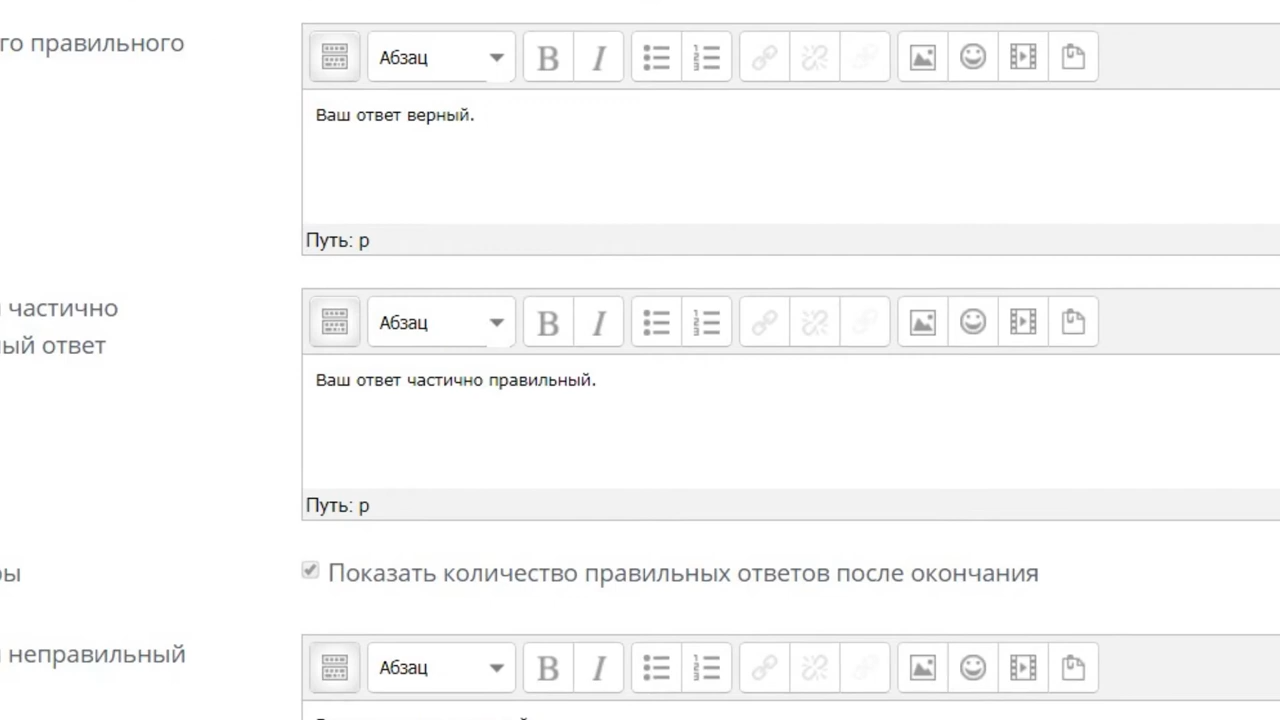 го правильного
Абзац
Ваш ответ верный.
Путь: p
частично
ый ответ
Абзац
Ваш ответ частично правильный.
Путь: p
ры
Показать количество правильных ответов после окончания
неправильный
Абзац